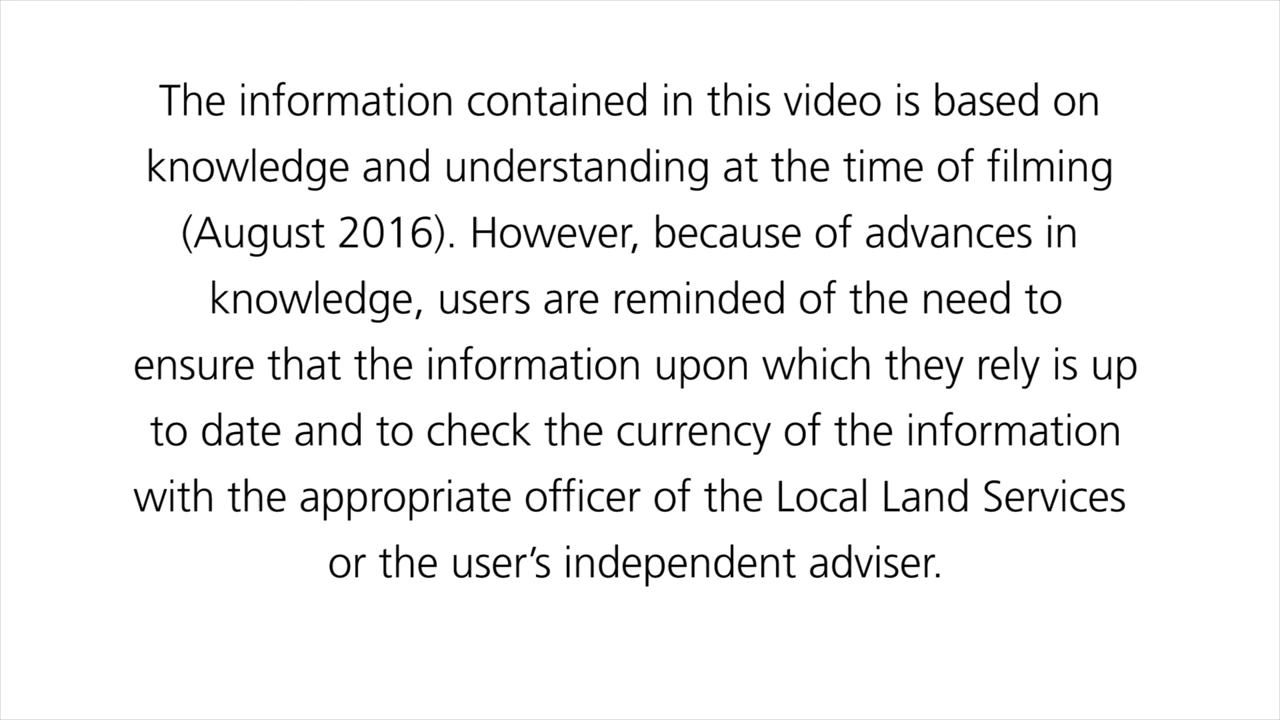 The information contained in this video is based on
knowledge and understanding at the time of filming
(August 2016). However, because of advances in
knowledge, users are reminded of the need to
ensure that the information upon which they rely is up
to date and to check the currency of the information
with the appropriate officer of the Local Land Services
or the user’s independent adviser.